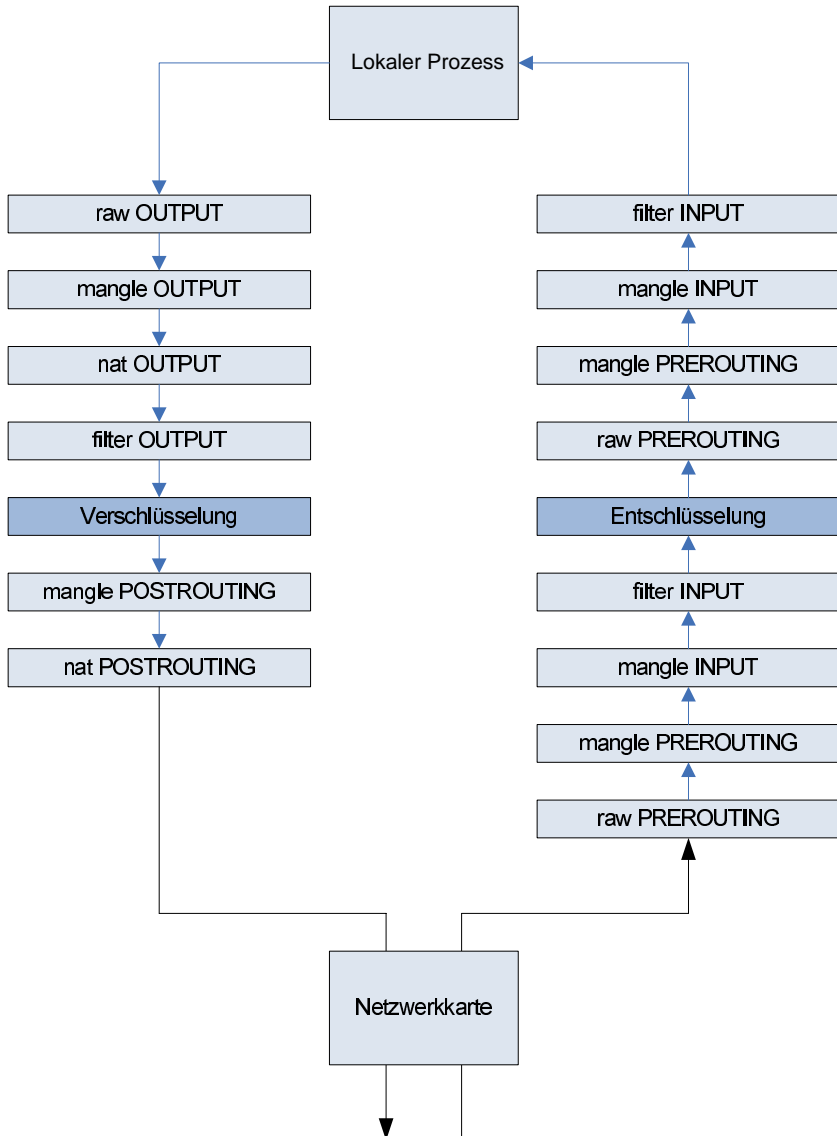 Lokaler Prozess
raw OUTPUT
mangle OUTPUT
nat OUTPUT
filter OUTPUT
Verschlüsselung
mangle POSTROUTING
nat POSTROUTING
filter INPUT
mangle INPUT
mangle PREROUTING
raw PREROUTING
Entschlüsselung
filter INPUT
mangle INPUT
mangle PREROUTING
raw PREROUTING
Netzwerkkarte